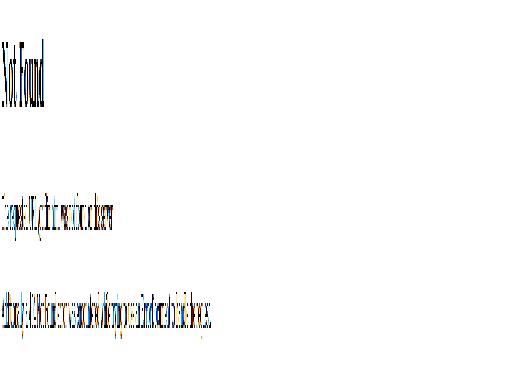 Not Found
The requested URL was not found on this server.
Additionally, a 404 Not Found error was encountered while trying to use an ErrorDocument to handle the request.